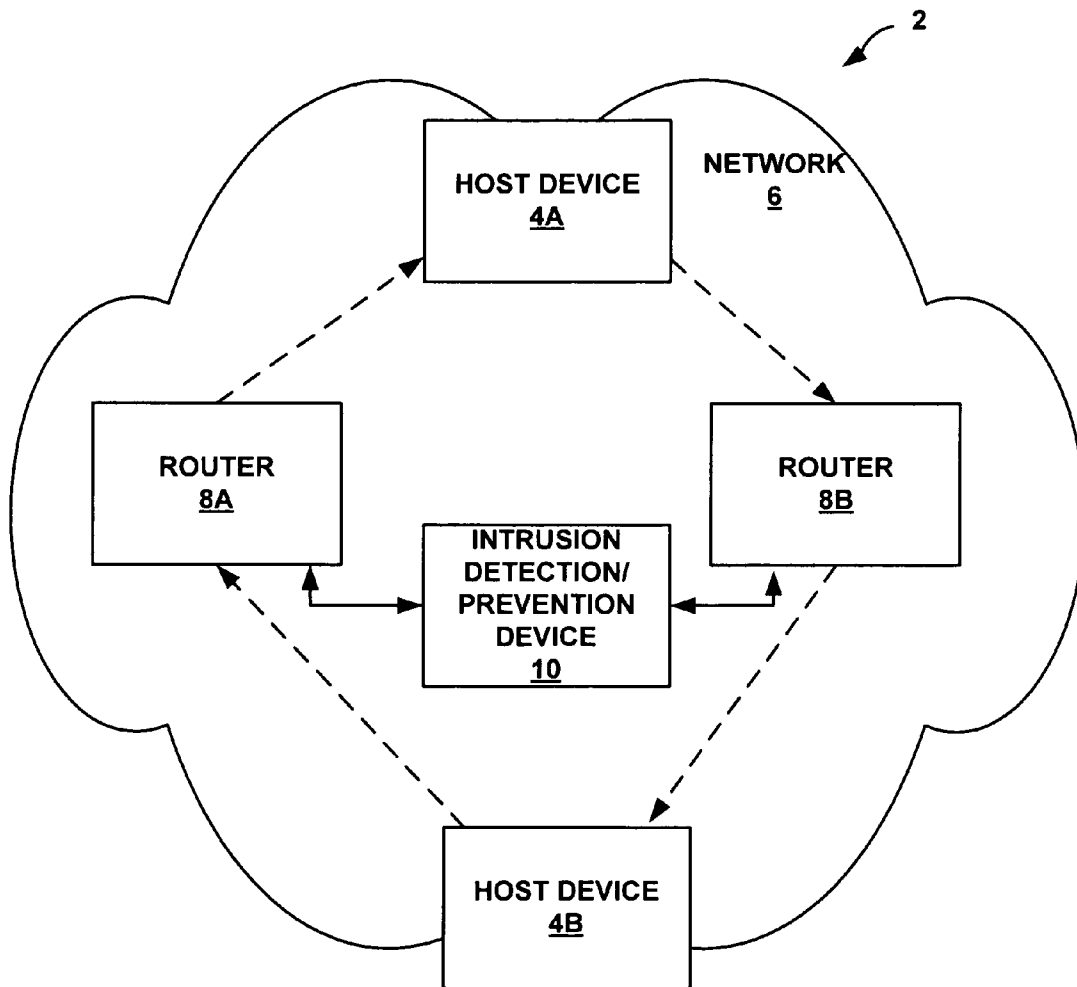 2
HOST DEVICE
4A
NETWORK
6
ROUTER
8A
ROUTER
8B
INTRUSION
DETECTION/
PREVENTION
DEVICE
10
HOST DEVICE
4B